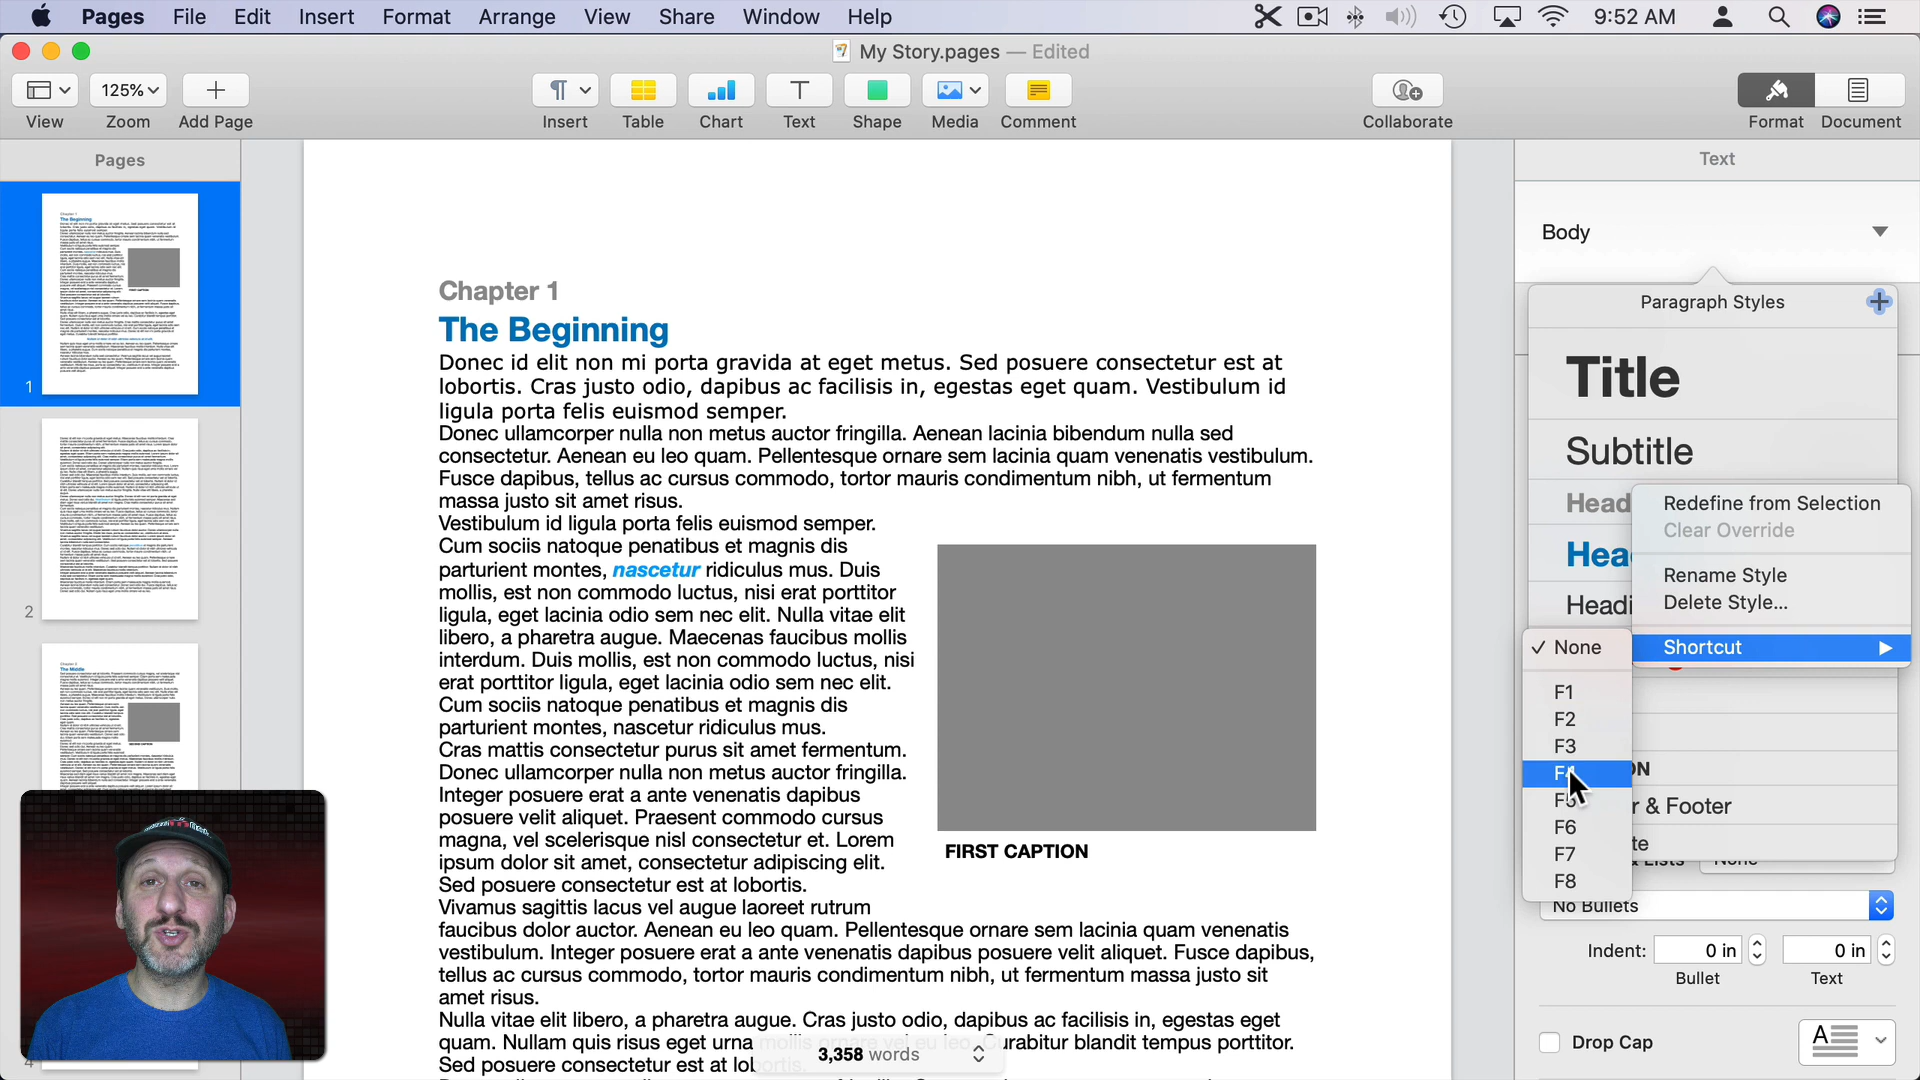 Pages File Edit Insert Format Arrange View Share Window Help 9:52 AM
My Story.pages — Edited
125%
View Zoom Add Page Insert Table Chart Text Shape Media Comment Collaborate Format Document
Pages
Text
Body
Paragraph Styles
Title
Subtitle
Head
Head
Headi
Redefine from Selection
Clear Override
Rename Style
Delete Style...
Shortcut
✓ None
F1
F2
F3
F4
F5
F6
F7
F8
ON
r & Footer
te
& Lists None
No Bullets
Indent: 0 in 0 in
Bullet Text
Drop Cap
A
1
2
Chapter 1
The Beginning
Donec id elit non mi porta gravida at eget metus. Sed posuere consectetur est at
lobortis. Cras justo odio, dapibus ac facilisis in, egestas eget quam. Vestibulum id
ligula porta felis euismod semper.
Donec ullamcorper nulla non metus auctor fringilla. Aenean lacinia bibendum nulla sed
consectetur. Aenean eu leo quam. Pellentesque ornare sem lacinia quam venenatis vestibulum.
Fusce dapibus, tellus ac cursus commodo, tortor mauris condimentum nibh, ut fermentum
massa justo sit amet risus.
Vestibulum id ligula porta felis euismod semper.
Cum sociis natoque penatibus et magnis dis
parturient montes, nascetur ridiculus mus. Duis
mollis, est non commodo luctus, nisi erat porttitor
ligula, eget lacinia odio sem nec elit. Nulla vitae elit
libero, a pharetra augue. Maecenas faucibus mollis
interdum. Duis mollis, est non commodo luctus, nisi
erat porttitor ligula, eget lacinia odio sem nec elit.
Cum sociis natoque penatibus et magnis dis
parturient montes, nascetur ridiculus mus.
Cras mattis consectetur purus sit amet fermentum.
Donec ullamcorper nulla non metus auctor fringilla.
Integer posuere erat a ante venenatis dapibus
posuere velit aliquet. Praesent commodo cursus
magna, vel scelerisque nisl consectetur et. Lorem
ipsum dolor sit amet, consectetur adipiscing elit.
Sed posuere consectetur est at lobortis.
Vivamus sagittis lacus vel augue laoreet rutrum
faucibus dolor auctor. Aenean eu leo quam. Pellentesque ornare sem lacinia quam venenatis
vestibulum. Integer posuere erat a ante venenatis dapibus posuere velit aliquet. Fusce dapibus,
tellus ac cursus commodo, tortor mauris condimentum nibh, ut fermentum massa justo sit
amet risus.
Nulla vitae elit libero, a pharetra augue. Cras justo odio, dapibus ac facilisis in, egestas eget
quam. Nullam quis risus eget urna mollis ornare vel eu leo. Curabitur blandit tempus porttitor.
Sed posuere consectetur est at lobortis.
FIRST CAPTION
3,358 words